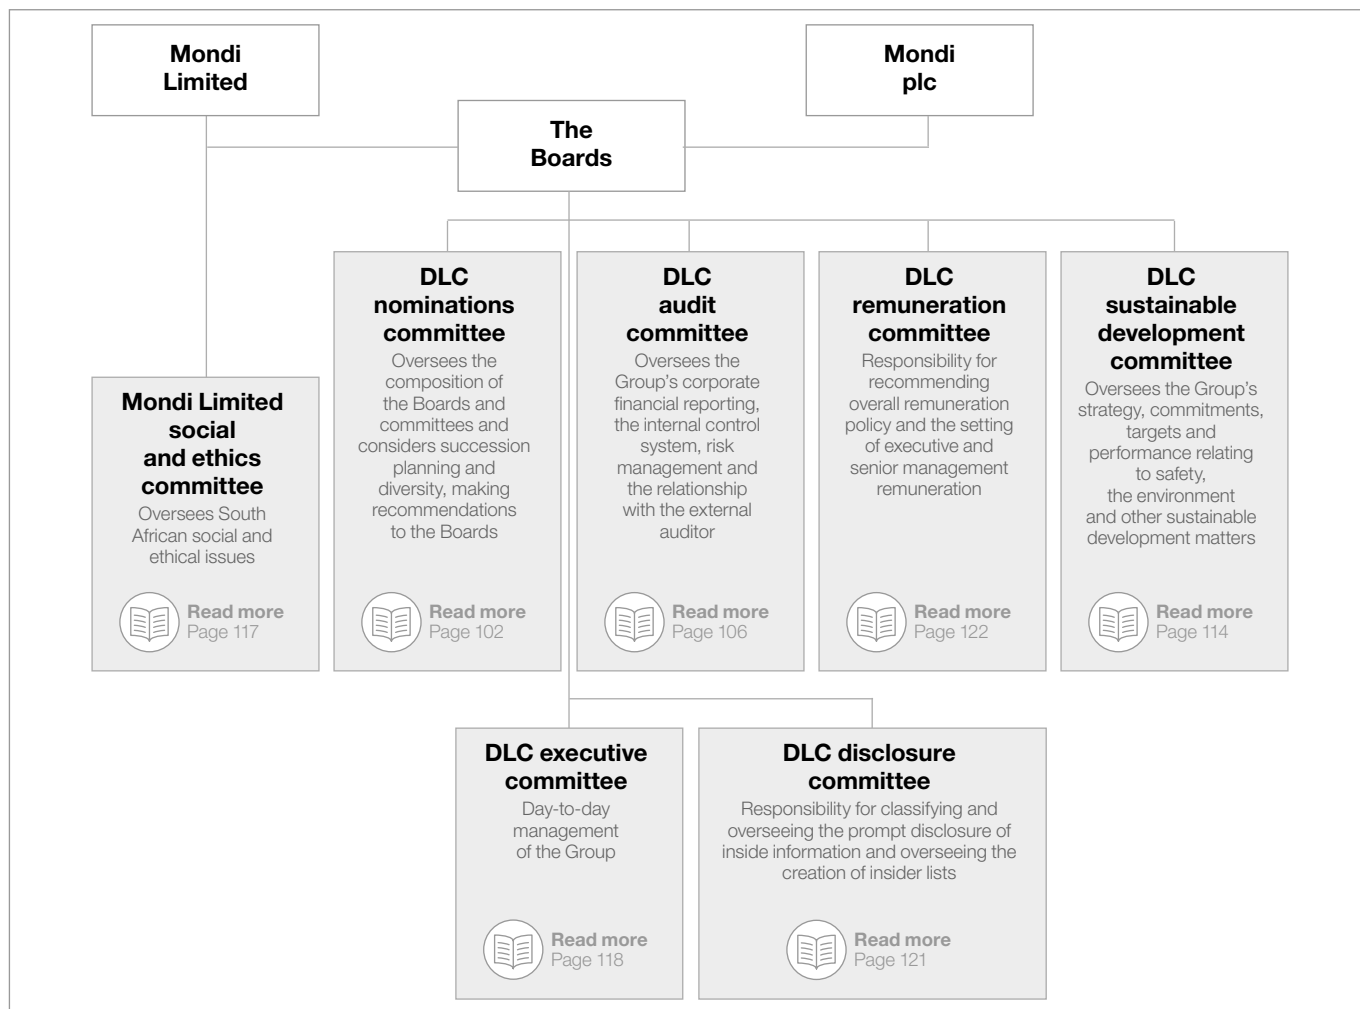 Mondi
Limited
Mondi
plc
The
Boards
Mondi Limited
social
and ethics
committee
Oversees South
African social and
ethical issues
Read more
Page 117
DLC
nominations
committee
Oversees the
composition of
the Boards and
committees and
considers succession
planning and
diversity, making
recommendations
to the Boards
Read more
Page 102
DLC
audit
committee
Oversees the
Group's corporate
financial reporting,
the internal control
system, risk
management and
the relationship
with the external
auditor
Read more
Page 106
DLC
remuneration
committee
Responsibility for
recommending
overall remuneration
policy and the setting
of executive and
senior management
remuneration
Read more
Page 122
DLC
sustainable
development
committee
Oversees the Group's
strategy, commitments,
targets and
performance relating
to safety,
the environment
and other sustainable
development matters
Read more
Page 114
DLC executive
committee
Day-to-day
management
of the Group
Read more
Page 118
DLC disclosure
committee
Responsibility for classifying and
overseeing the prompt disclosure of
inside information and overseeing the
creation of insider lists
Read more
Page 121